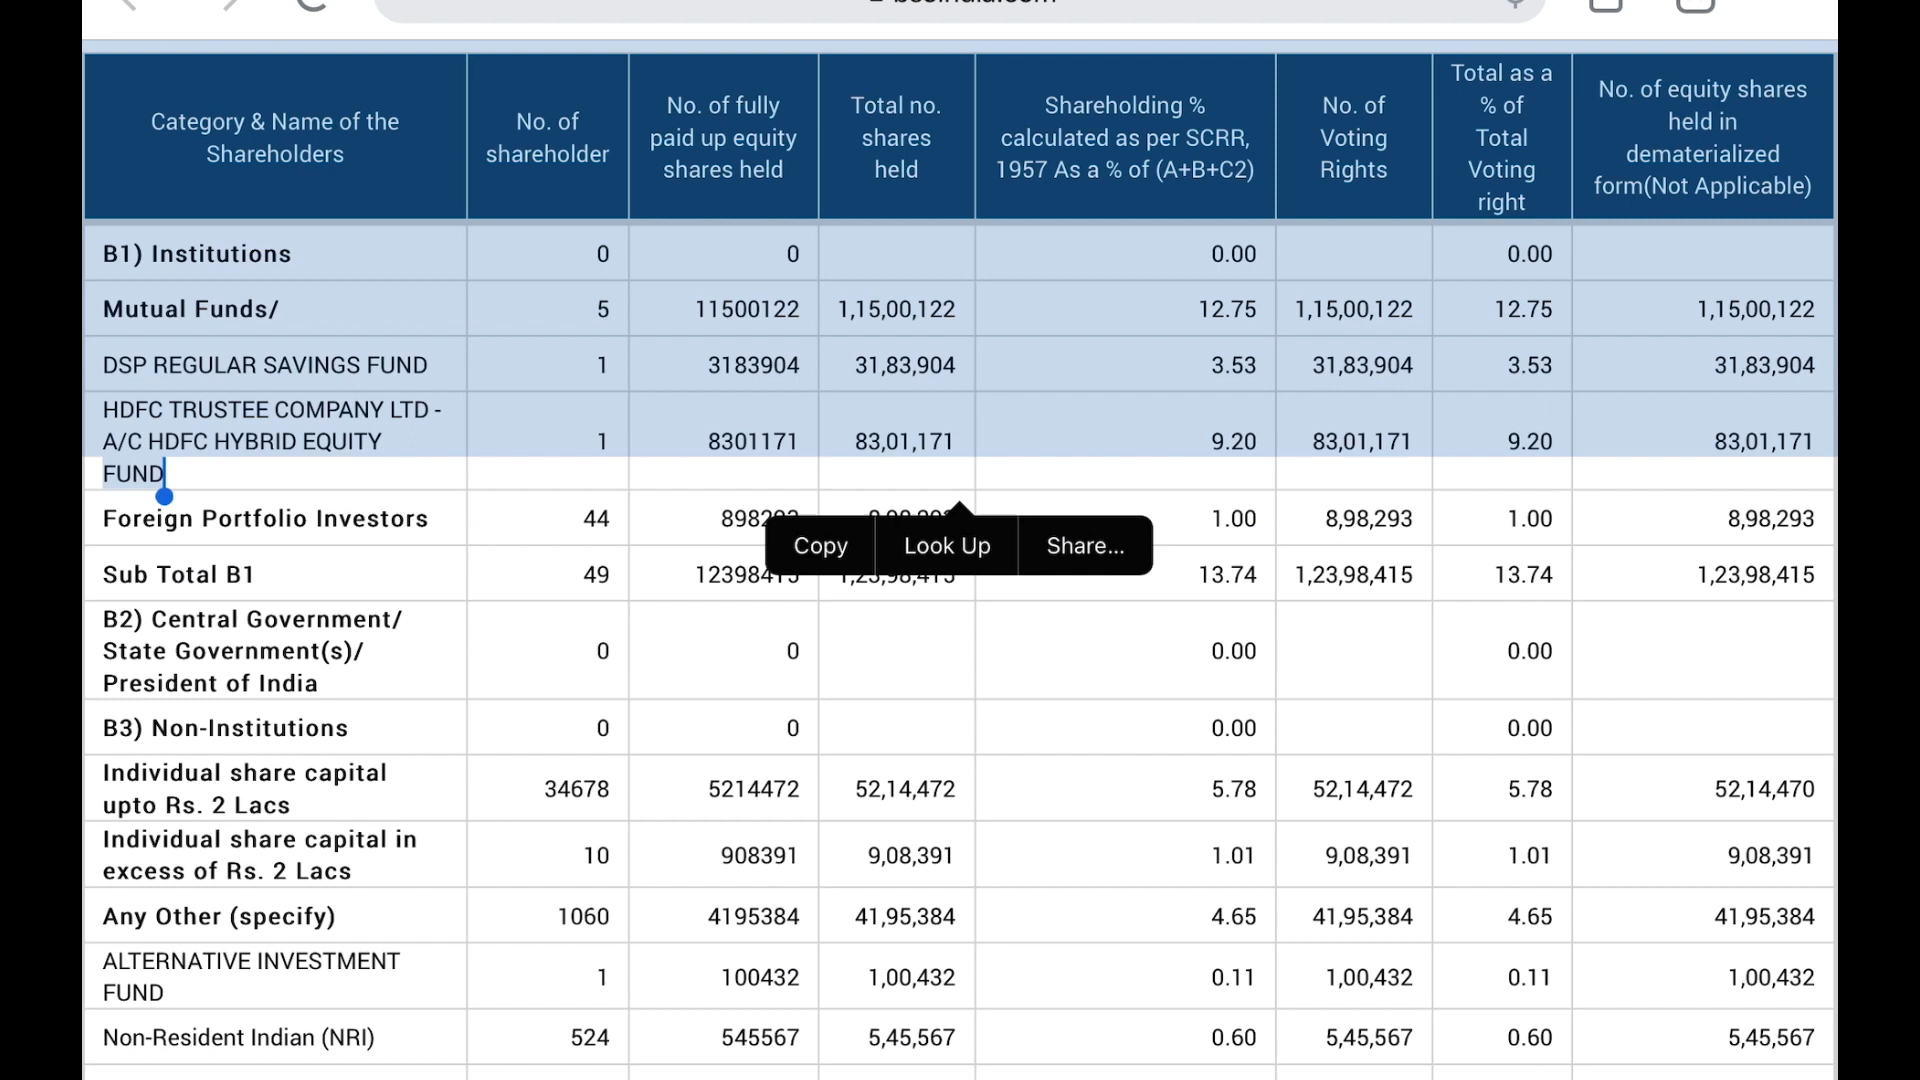 Category & Name of the
Shareholders
No. of
shareholder
No. of fully
paid up equity
shares held
Total no.
shares
held
Shareholding %
calculated as per SCRR,
1957 As a % of (A+B+C2)
No. of
Voting
Rights
Total as a
% of
Total
Voting
right
No. of equity shares
held in
dematerialized
form(Not Applicable)
B1) Institutions 0 0 0.00 0.00
Mutual Funds/ 5 11500122 1,15,00,122 12.75 1,15,00,122 12.75 1,15,00,122
DSP REGULAR SAVINGS FUND 1 3183904 31,83,904 3.53 31,83,904 3.53 31,83,904
HDFC TRUSTEE COMPANY LTD -
A/C HDFC HYBRID EQUITY 1 8301171 83,01,171 9.20 83,01,171 9.20 83,01,171
FUND
Foreign Portfolio Investors 44 1.00 8,98,293 1.00 8,98,293
Copy Look Up Share...
Sub Total B1 49 13.74 1,23,98,415 13.74 1,23,98,415
B2) Central Government/
State Government(s)/ 0 0 0.00 0.00
President of India
B3) Non-Institutions 0 0 0.00 0.00
Individual share capital
upto Rs. 2 Lacs 34678 5214472 52,14,472 5.78 52,14,472 5.78 52,14,470
Individual share capital in
excess of Rs. 2 Lacs 10 908391 9,08,391 1.01 9,08,391 1.01 9,08,391
Any Other (specify) 1060 4195384 41,95,384 4.65 41,95,384 4.65 41,95,384
ALTERNATIVE INVESTMENT
FUND 1 100432 1,00,432 0.11 1,00,432 0.11 1,00,432
Non-Resident Indian (NRI) 524 545567 5,45,567 0.60 5,45,567 0.60 5,45,567